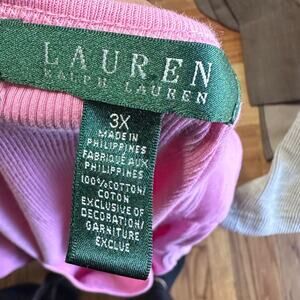 LAUREN
RALPH LAUREN
3X
MADE IN
PHILIPPINES
FABRIQUÉ AUX
PHILIPPINES
100%COTTON/
COTON
EXCLUSIVE OF
DECORATION/
GARNITURE
EXCLUE